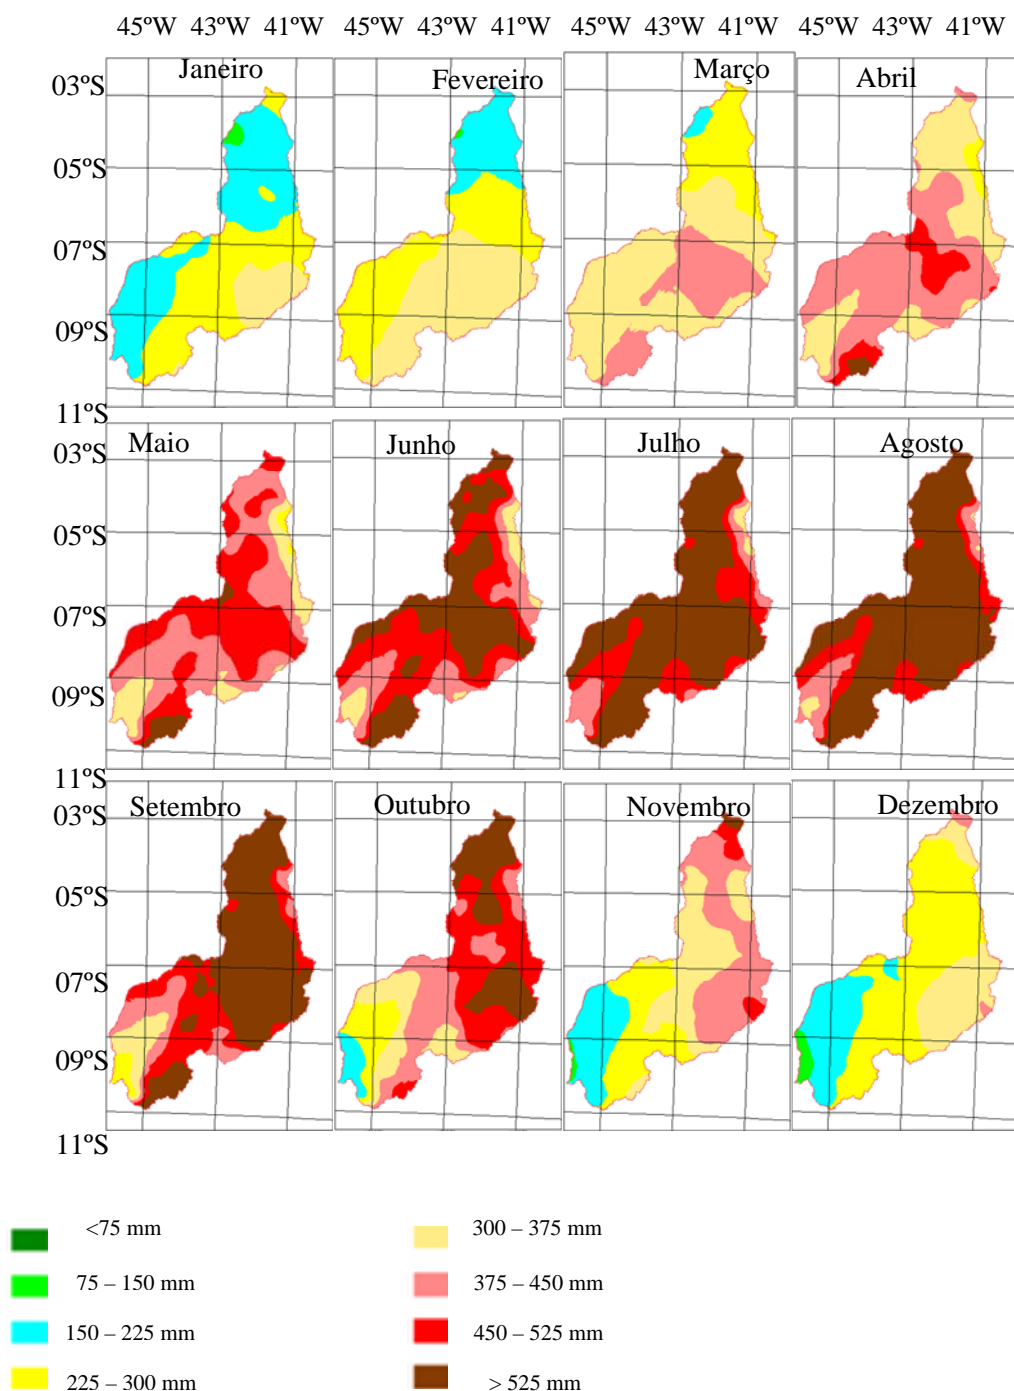 45ºW 43ºW 41ºW 45ºW 43ºW 41ºW 45ºW 43ºW 41ºW 45ºW 43ºW 41ºW
Janeiro Fevereiro Março Abril
03ºS
05ºS
07ºS
09ºS
11ºS
Maio Junho Julho Agosto
03ºS
05ºS
07ºS
09ºS
11ºS
Setembro Outubro Novembro Dezembro
03ºS
05ºS
07ºS
09ºS
11ºS
<75 mm
75 – 150 mm
150 – 225 mm
225 – 300 mm
300 – 375 mm
375 – 450 mm
450 – 525 mm
> 525 mm